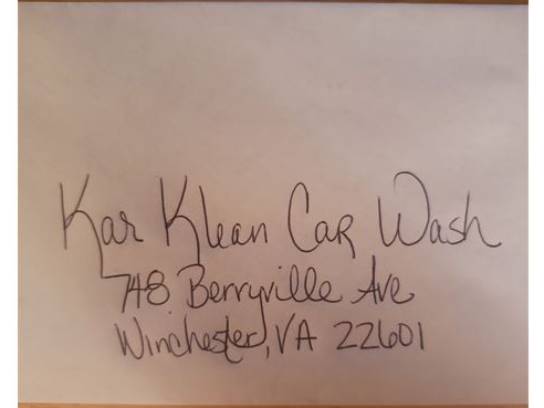 Kar Klean Car Wash
748 Berryville Ave
Winchester, VA 22601